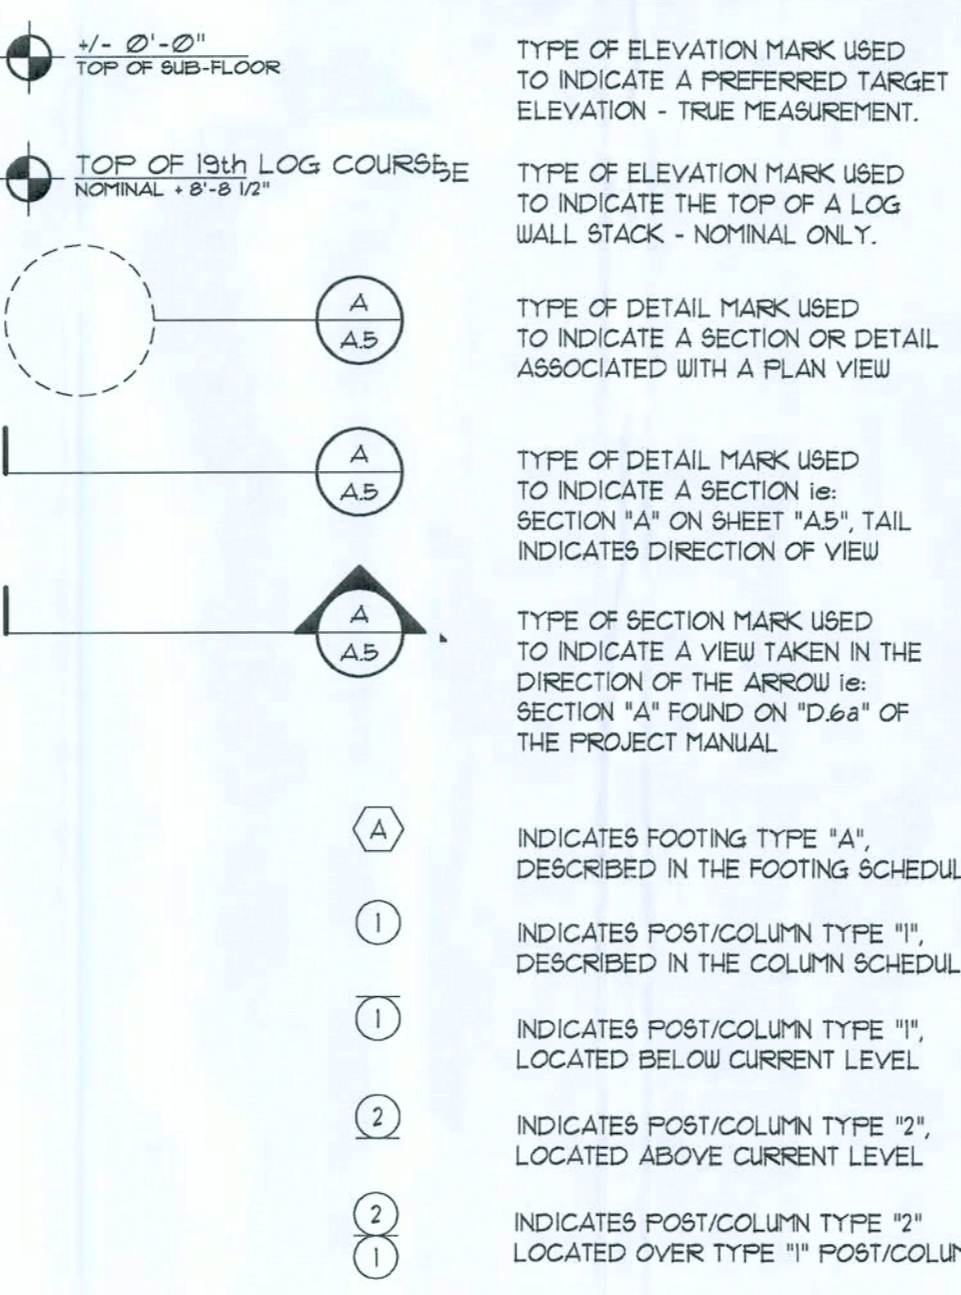 +/- 0'-0"
TOP OF SUB-FLOOR
TYPE OF ELEVATION MARK USED
TO INDICATE A PREFERRED TARGET
ELEVATION - TRUE MEASUREMENT.
TOP OF 19th LOG COURSE
NOMINAL + 8'-8 1/2"
TYPE OF ELEVATION MARK USED
TO INDICATE THE TOP OF A LOG
WALL STACK - NOMINAL ONLY.
A
A.5
TYPE OF DETAIL MARK USED
TO INDICATE A SECTION OR DETAIL
ASSOCIATED WITH A PLAN VIEW
A
A.5
TYPE OF DETAIL MARK USED
TO INDICATE A SECTION ie:
SECTION "A" ON SHEET "A.5", TAIL
INDICATES DIRECTION OF VIEW
A
A.5
TYPE OF SECTION MARK USED
TO INDICATE A VIEW TAKEN IN THE
DIRECTION OF THE ARROW ie:
SECTION "A" FOUND ON "D.6a" OF
THE PROJECT MANUAL
A
INDICATES FOOTING TYPE "A",
DESCRIBED IN THE FOOTING SCHEDUL
1
INDICATES POST/COLUMN TYPE "1",
DESCRIBED IN THE COLUMN SCHEDUL
1
INDICATES POST/COLUMN TYPE "1",
LOCATED BELOW CURRENT LEVEL
2
INDICATES POST/COLUMN TYPE "2",
LOCATED ABOVE CURRENT LEVEL
2
1
INDICATES POST/COLUMN TYPE "2"
LOCATED OVER TYPE "1" POST/COLUM